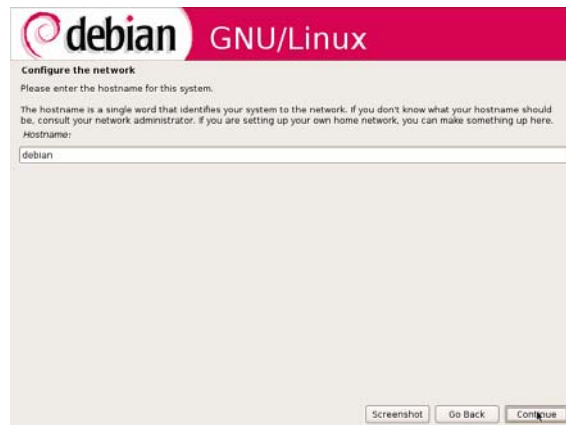 debian GNU/Linux
Configure the network
Please enter the hostname for this system.
The hostname is a single word that identifies your system to the network. If you don't know what your hostname should
be, consult your network administrator. If you are setting up your own home network, you can make something up here.
Hostname:
debian
Screenshot Go Back Continue